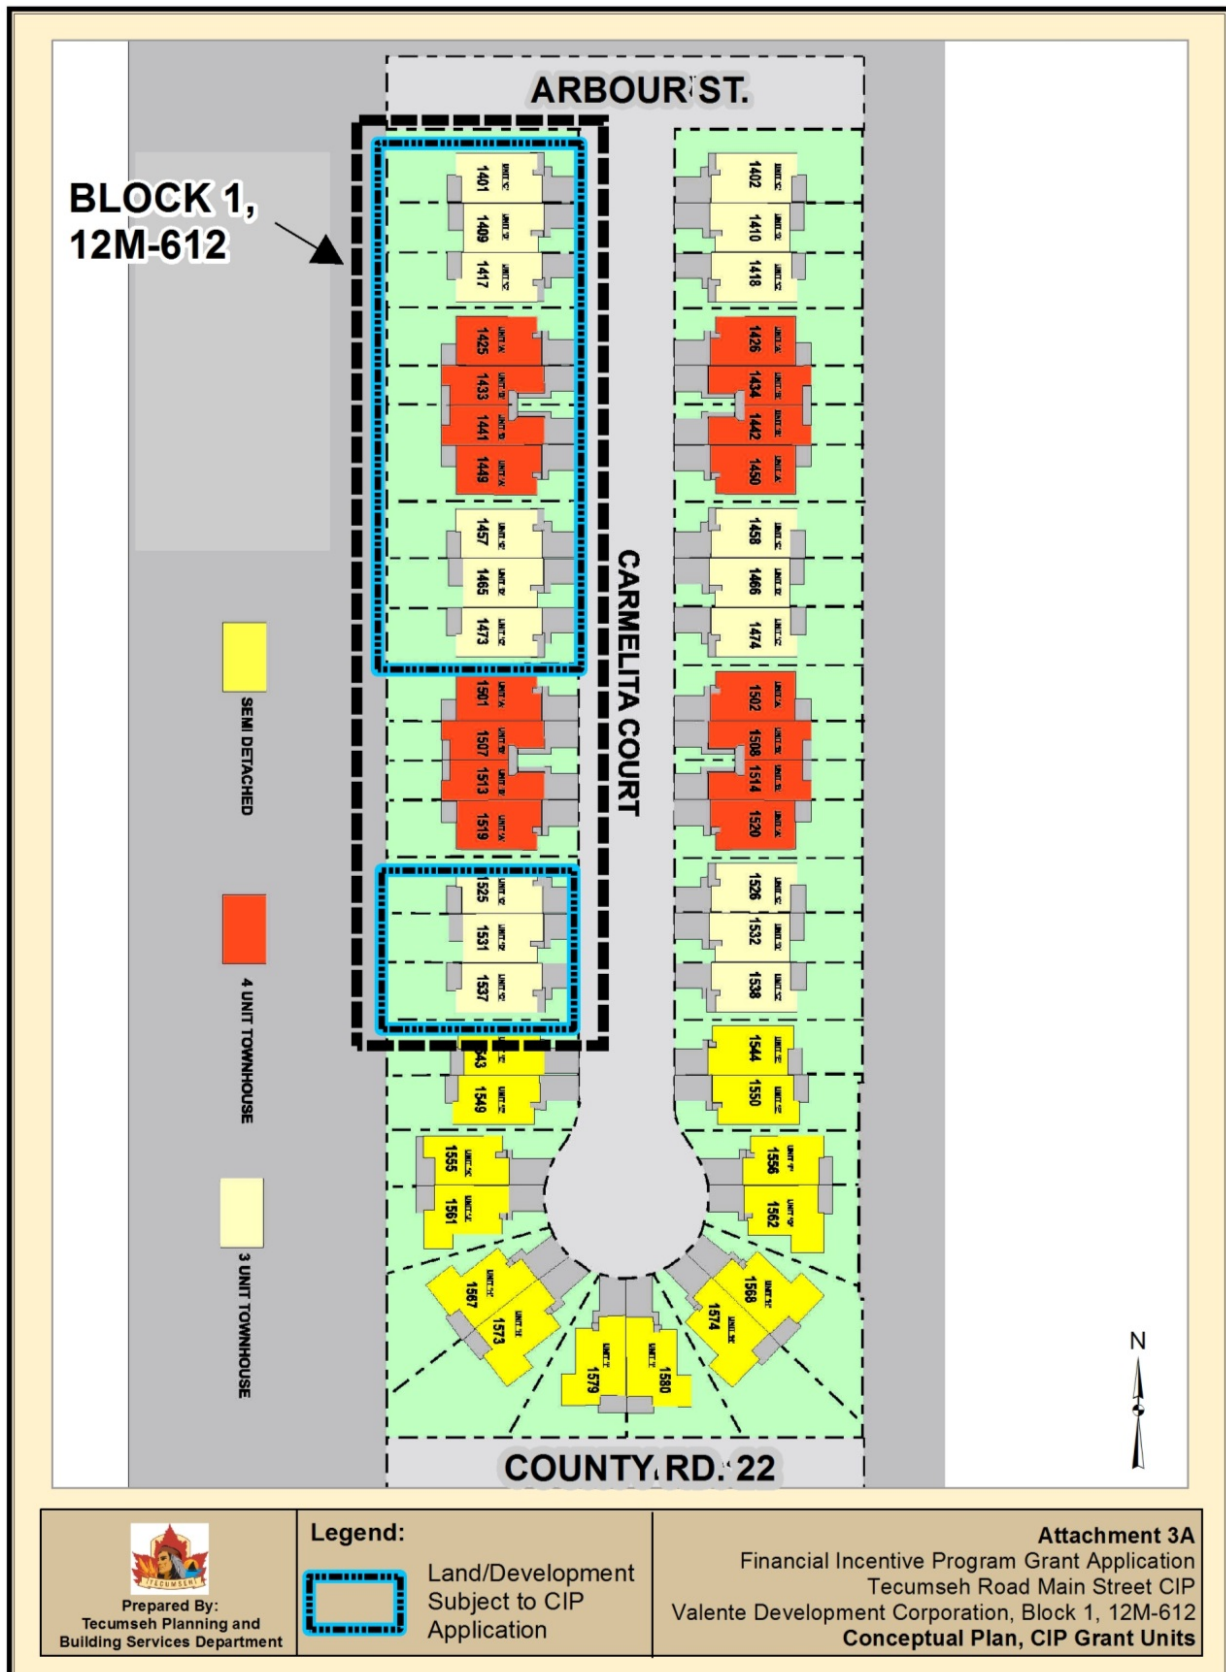 ARBOUR ST.
BLOCK 1,
12M-612
1401
1402
1409
1410
1417
1418
1425
1426
1433
1434
1441
1442
1449
1450
1457
1458
1465
1466
1473
1474
CARMELITA COURT
1501
1502
1507
1508
1513
1514
1519
1520
1525
1526
1531
1532
1537
1538
543
1544
1549
1550
1555
1556
1561
1562
1567
1568
1573
1574
1579
1580
SEMI DETACHED
4 UNIT TOWNHOUSE
3 UNIT TOWNHOUSE
N
COUNTY RD. 22
TECUMSEH
Prepared By:
Tecumseh Planning and
Building Services Department
Legend:
Land/Development
Subject to CIP
Application
Attachment 3A
Financial Incentive Program Grant Application
Tecumseh Road Main Street CIP
Valente Development Corporation, Block 1, 12M-612
Conceptual Plan, CIP Grant Units